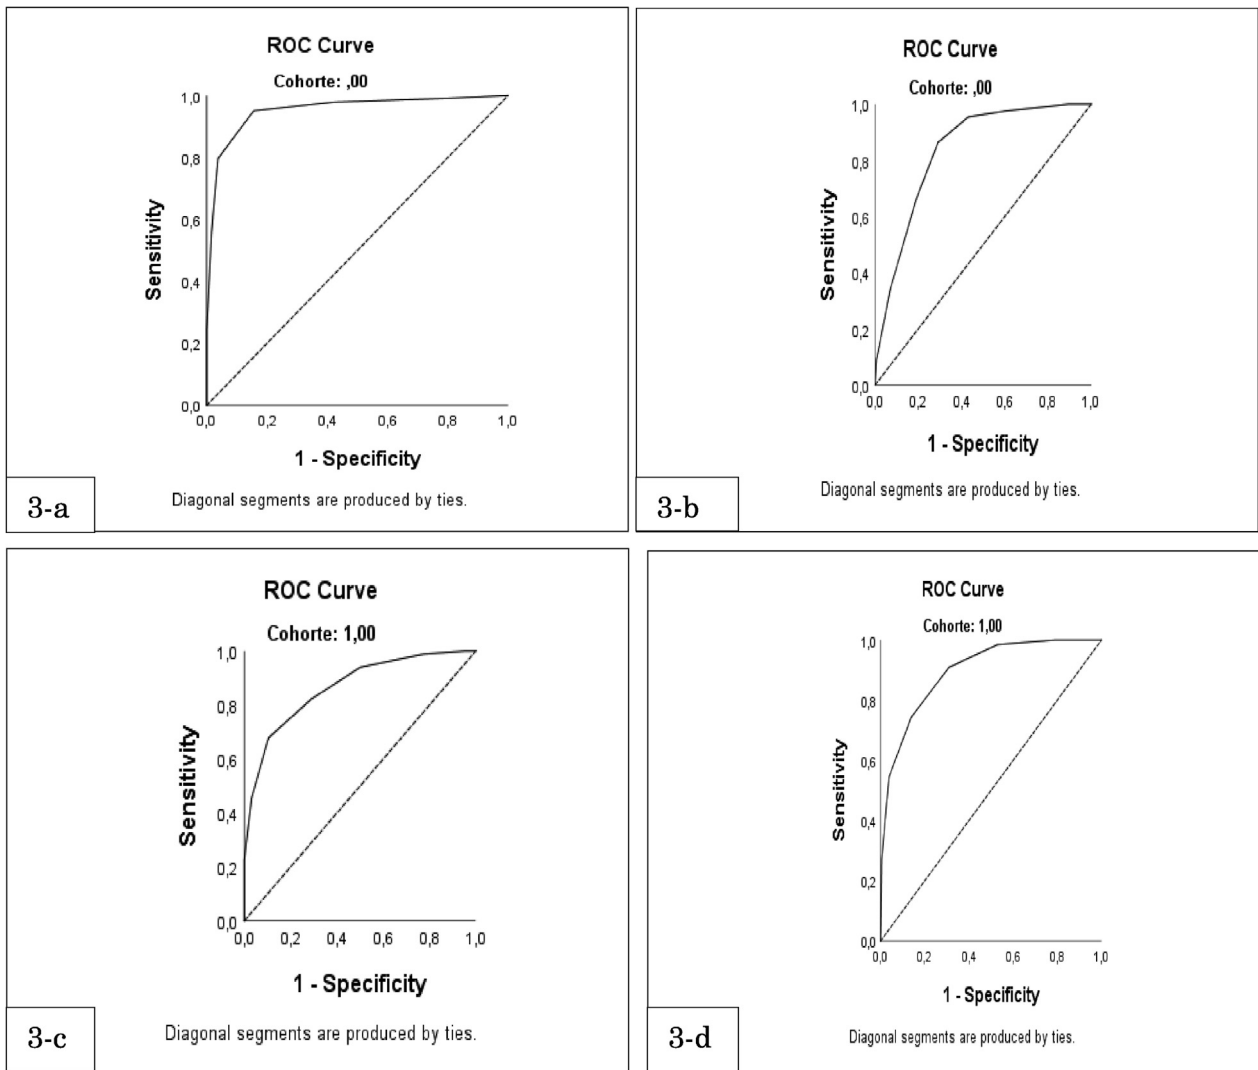 ROC Curve
Cohorte: ,00
1,0
0,8
0,6
0,4
0,2
0,0
Sensitivity
0,0 0,2 0,4 0,6 0,8 1,0
1 - Specificity
Diagonal segments are produced by ties.
3-a
ROC Curve
Cohorte: ,00
1,0
0,8
0,6
0,4
0,2
0,0
Sensitivity
0,0 0,2 0,4 0,6 0,8 1,0
1 - Specificity
Diagonal segments are produced by ties.
3-b
ROC Curve
Cohorte: 1,00
1,0
0,8
0,6
0,4
0,2
0,0
Sensitivity
0,0 0,2 0,4 0,6 0,8 1,0
1 - Specificity
Diagonal segments are produced by ties.
3-c
ROC Curve
Cohorte: 1,00
1,0
0,8
0,6
0,4
0,2
0,0
Sensitivity
0,0 0,2 0,4 0,6 0,8 1,0
1 - Specificity
Diagonal segments are produced by ties.
3-d